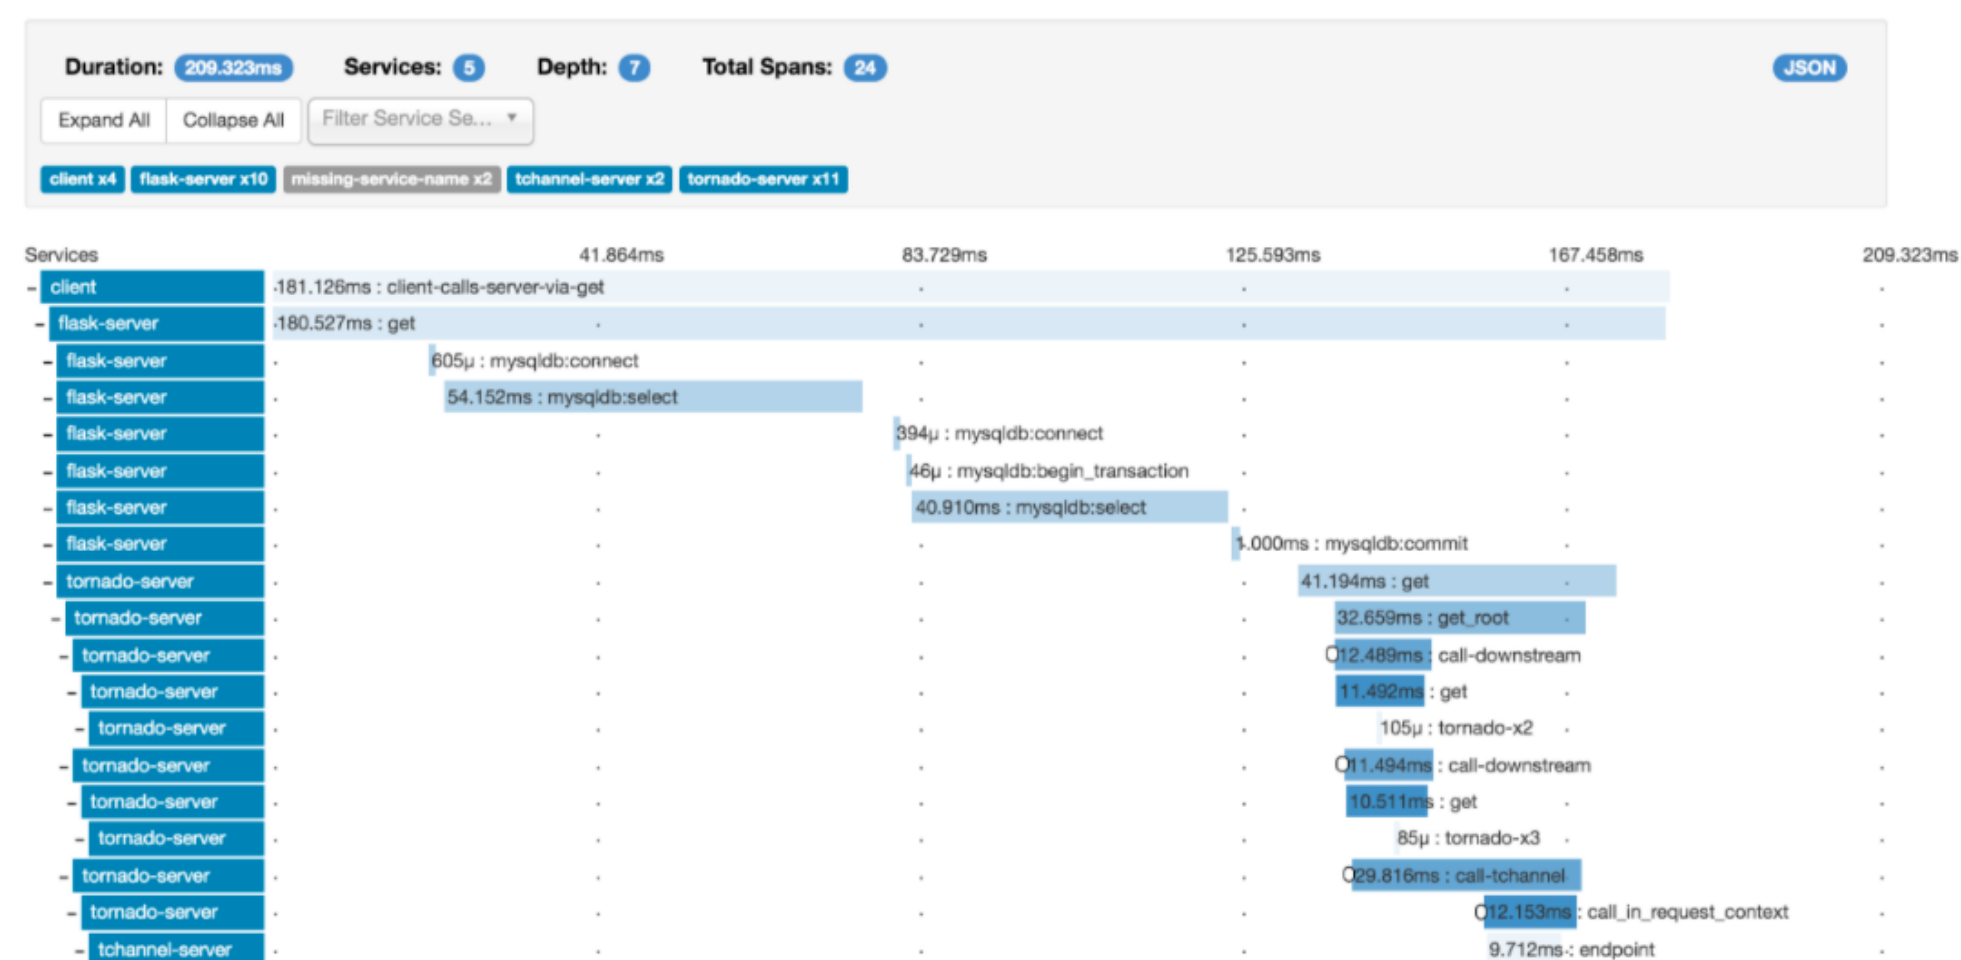 Duration: 209.323ms Services: 5 Depth: 7 Total Spans: 24 JSON
Expand All Collapse All Filter Service Se... ▼
client x4 flask-server x10 missing-service-name x2 tchannel-server x2 tornado-server x11
Services 41.864ms 83.729ms 125.593ms 167.458ms 209.323ms
– client 181.126ms : client-calls-server-via-get
– flask-server 180.527ms : get
– flask-server 605μ : mysqldb:connect
– flask-server 54.152ms : mysqldb:select
– flask-server 394μ : mysqldb:connect
– flask-server 46μ : mysqldb:begin_transaction
– flask-server 40.910ms : mysqldb:select
– flask-server 1.000ms : mysqldb:commit
– tornado-server 41.194ms : get
– tornado-server 32.659ms : get_root
– tornado-server 12.489ms : call-downstream
– tornado-server 11.492ms : get
– tornado-server 105μ : tornado-x2
– tornado-server 11.494ms : call-downstream
– tornado-server 10.511ms : get
– tornado-server 85μ : tornado-x3
– tornado-server 29.816ms : call-tchannel
– tornado-server 12.153ms : call_in_request_context
– tchannel-server 9.712ms : endpoint